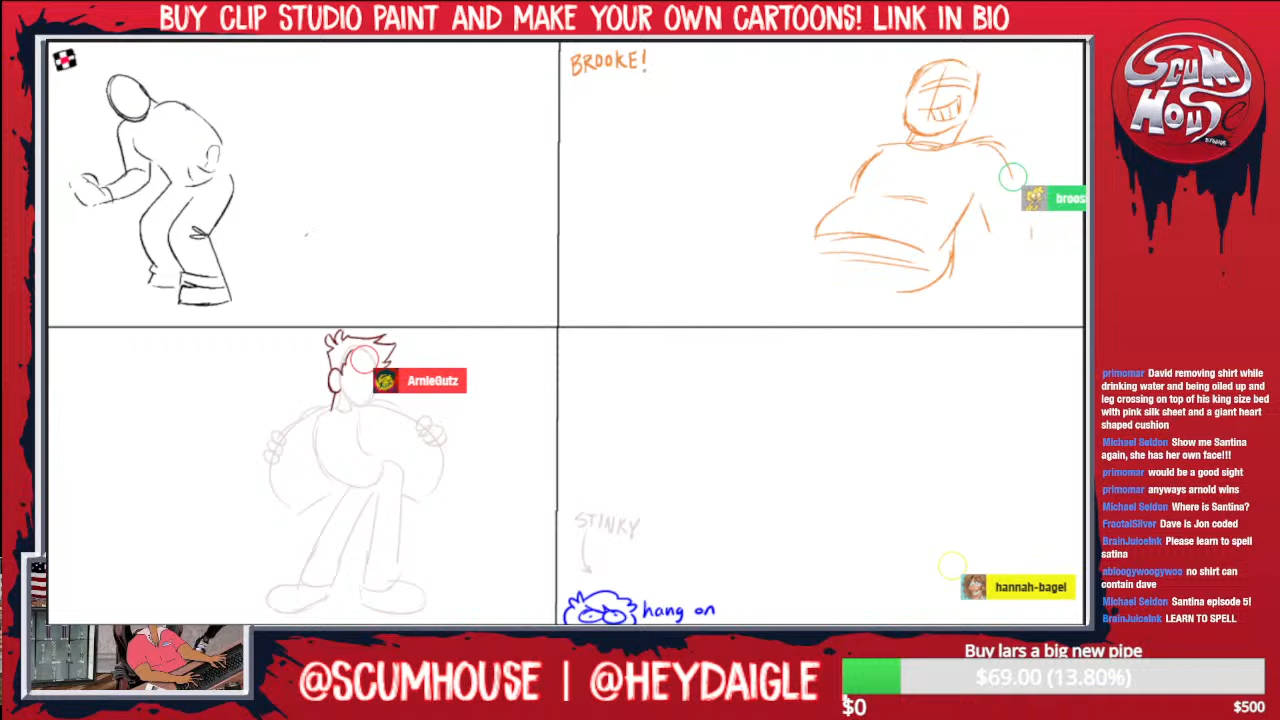 BUY CLIP STUDIO PAINT AND MAKE YOUR OWN CARTOONS! LINK IN BIO
SCUM
HOUSE
STUDIOS
BROOKE!
broos
ArnieGutz
STINKY
hang on
hannah-bagel
primomar David removing shirt while
drinking water and being oiled up and
leg crossing on top of his king size bed
with pink silk sheet and a giant heart
shaped cushion
Michael Seldon Show me Santina
again, she has her own face!!!
primomar would be a good sight
primomar anyways arnold wins
Michael Seldon Where is Santina?
FractalSilver Dave is Jon coded
BrainJuiceInk Please learn to spell
satina
abloogywoogywoo no shirt can
contain dave
Michael Seldon Santina episode 5!
BrainJuiceInk LEARN TO SPELL
@SCUMHOUSE | @HEYDAIGLE
Buy lars a big new pipe
$69.00 (13.80%)
$0
$500